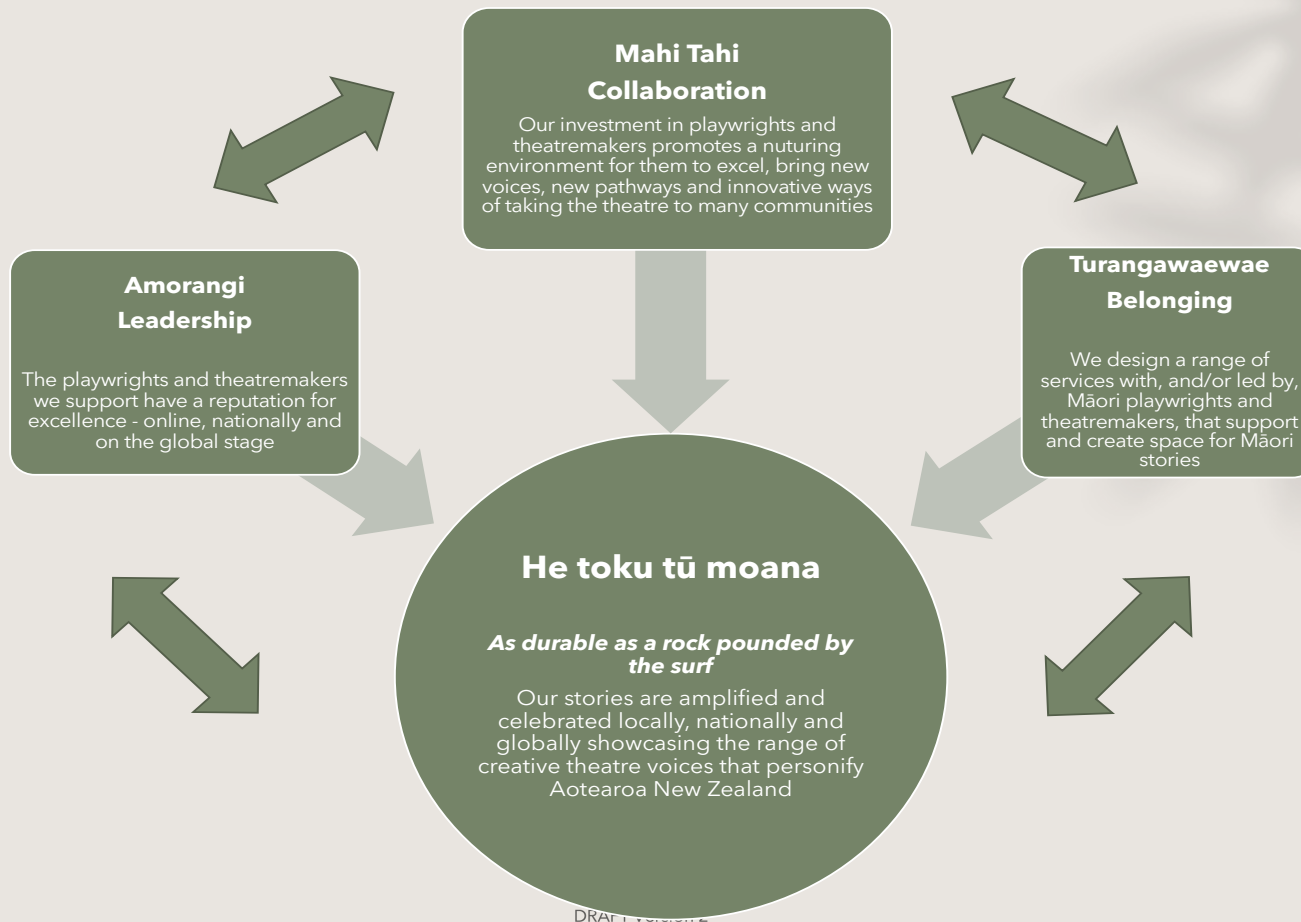 Mahi Tahi
Collaboration
Our investment in playwrights and
theatremakers promotes a nuturing
environment for them to excel, bring new
voices, new pathways and innovative ways
of taking the theatre to many communities
Amorangi
Leadership
The playwrights and theatremakers
we support have a reputation for
excellence - online, nationally and
on the global stage
Turangawaewae
Belonging
We design a range of
services with, and/or led by,
Māori playwrights and
theatremakers, that support
and create space for Māori
stories
He toku tū moana
As durable as a rock pounded by
the surf
Our stories are amplified and
celebrated locally, nationally and
globally showcasing the range of
creative theatre voices that personify
Aotearoa New Zealand
DRAFT